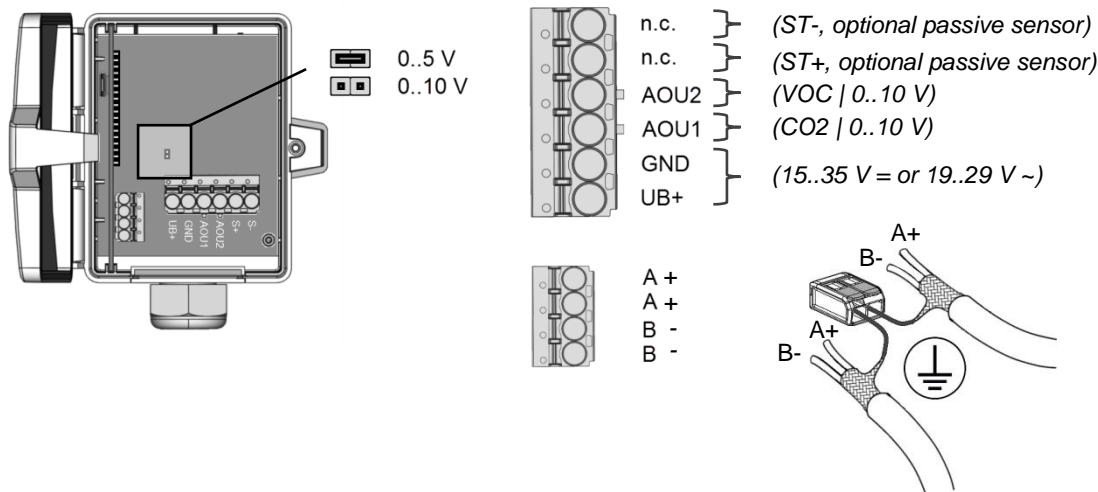 0..5 V
0..10 V
UB+
GND
AOU1
AOU2
S+
S-
n.c. (ST-, optional passive sensor)
n.c. (ST+, optional passive sensor)
AOU2 (VOC | 0..10 V)
AOU1 (CO2 | 0..10 V)
GND
UB+
(15..35 V = or 19..29 V ~)
A +
A +
B -
B -
A+
B-
A+
B-